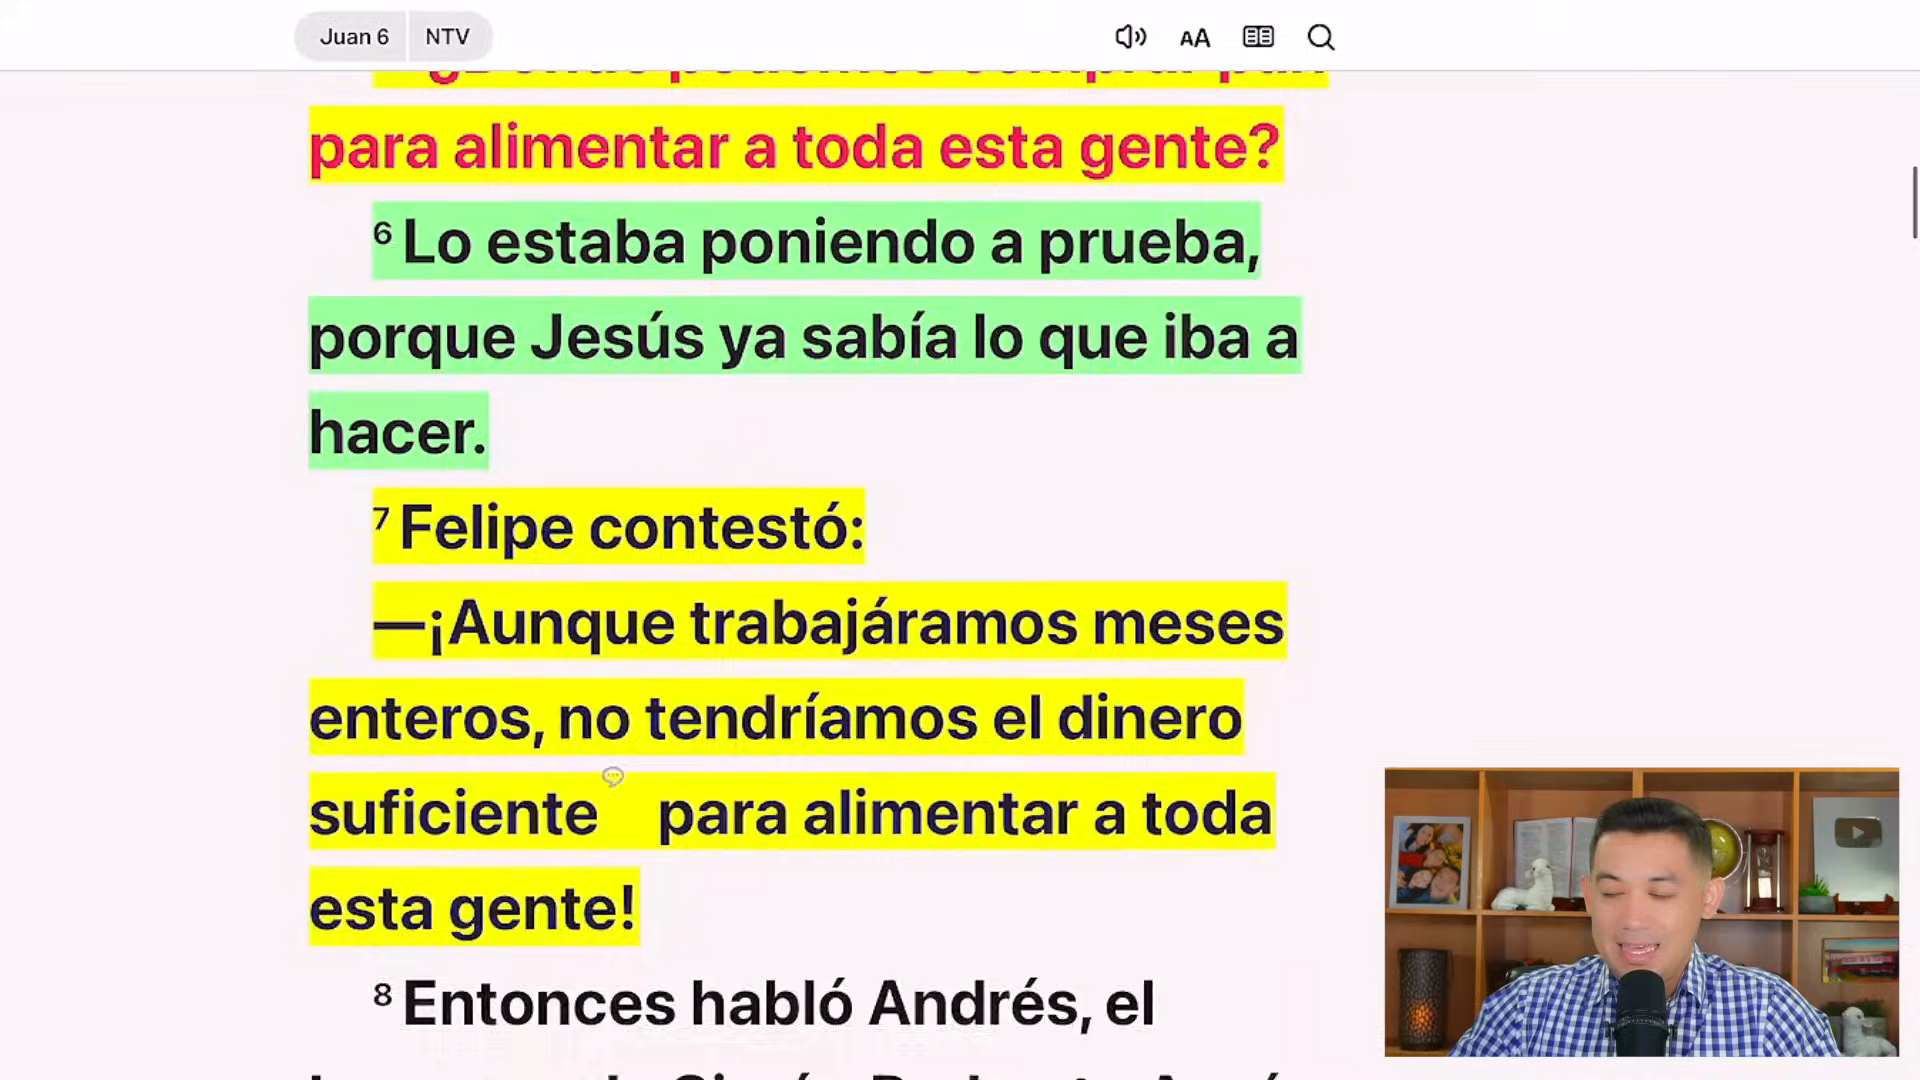 Juan 6 NTV AA
para alimentar a toda esta gente?
6 Lo estaba poniendo a prueba,
porque Jesús ya sabía lo que iba a
hacer.
7 Felipe contestó:
—¡Aunque trabajáramos meses
enteros, no tendríamos el dinero
suficiente para alimentar a toda
esta gente!
8 Entonces habló Andrés, el